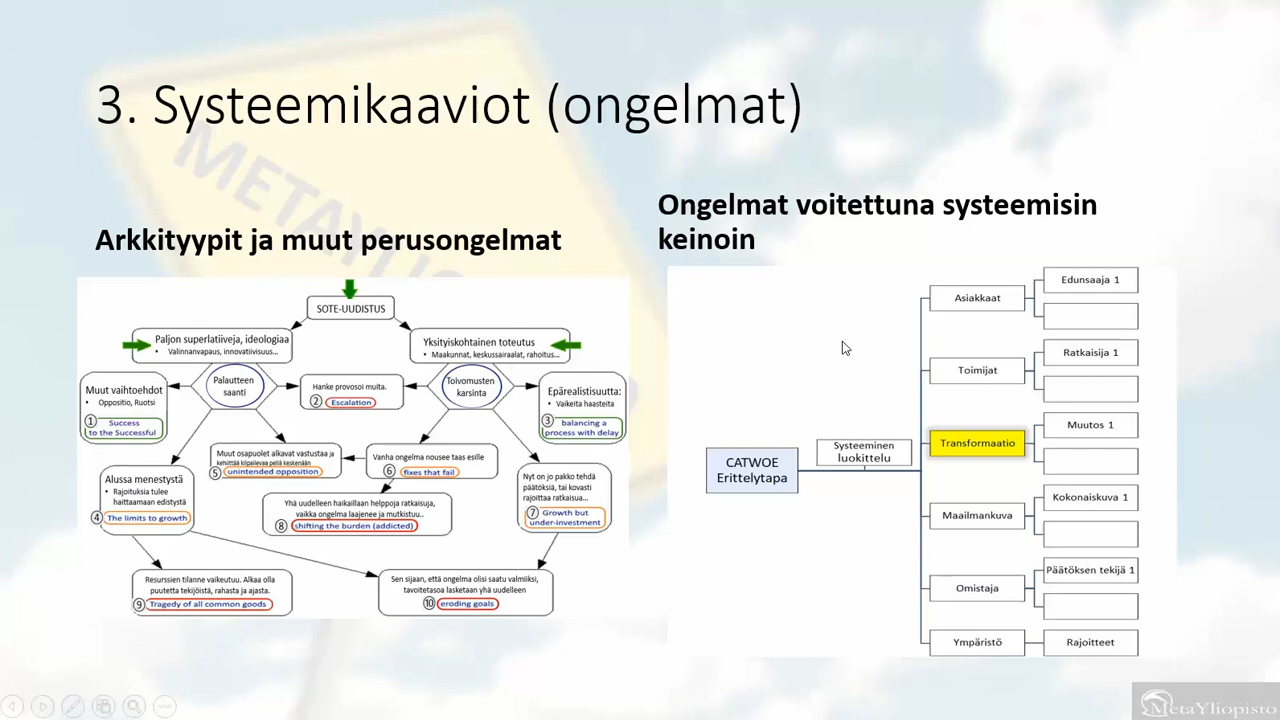 3. Systeemikaaviot (ongelmat)
Arkkityypit ja muut perusongelmat
SOTE-UUDISTUS
Paljon superlatiiveja, ideologiaa
• Valinnanvapaus, innovatiivisuus...
Yksityiskohtainen toteutus
• Maakunnat, keskussairaalat, rahoitus...
Muut vaihtoehdot
• Oppositio, Ruotsi
1 Success
to the Successful
Palautteen
saanti
Hanke provosoi muita.
2 Escalation
Toivomusten
karsinta
Epärealistisuutta:
• Vaikeita haasteita
3 balancing a
process with delay
Alussa menestystä
• Rajoituksia tulee
haittaamaan edistystä
4 The limits to growth
Muut osapuolet alkavat vastustaa ja
kehittää kilpailevaa peliä keskenään
5 unintended opposition
Vanha ongelma nousee taas esille
6 fixes that fail
Nyt on jo pakko tehdä
päätöksiä, tai kovasti
rajoittaa ratkaisua...
7 Growth but
under-investment
Yhä uudelleen haikaillaan helppoja ratkaisuja,
vaikka ongelma laajenee ja mutkistuu..
8 shifting the burden (addicted)
Resurssien tilanne vaikeutuu. Alkaa olla
puutetta tekijöistä, rahasta ja ajasta.
9 Tragedy of all common goods
Sen sijaan, että ongelma olisi saatu valmiiksi,
tavoitetasoa lasketaan yhä uudelleen
10 eroding goals
Ongelmat voitettuna systeemisin
keinoin
CATWOE
Erittelytapa
Systeeminen
luokittelu
Asiakkaat
Edunsaaja 1
Toimijat
Ratkaisija 1
Transformaatio
Muutos 1
Maailmankuva
Kokonaiskuva 1
Omistaja
Päätöksen tekijä 1
Ympäristö
Rajoitteet
MetaYliopisto